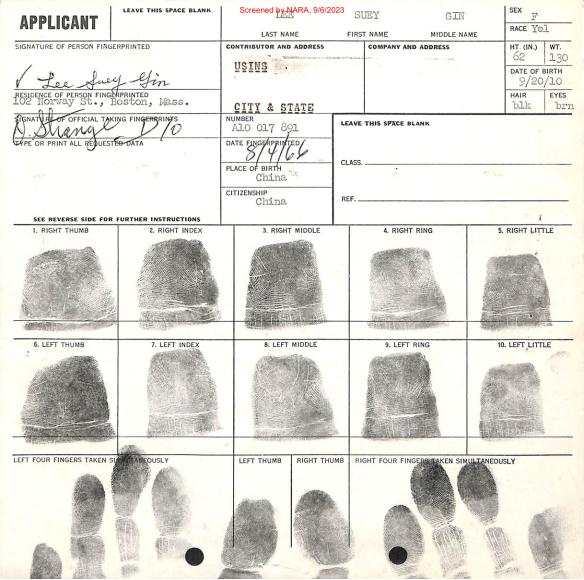 Screened by NARA, 9/6/2023
APPLICANT
LEAVE THIS SPACE BLANK
LEE SUEY GIN
LAST NAME FIRST NAME MIDDLE NAME
SEX
F
RACE Yel
SIGNATURE OF PERSON FINGERPRINTED
✓ Lee Suey Gin
CONTRIBUTOR AND ADDRESS
USINS
CITY & STATE
COMPANY AND ADDRESS
HT. (IN.) WT.
62 130
DATE OF BIRTH
9/20/10
HAIR EYES
blk brn
RESIDENCE OF PERSON FINGERPRINTED
102 Norway St., Boston, Mass.
SIGNATURE OF OFFICIAL TAKING FINGERPRINTS
D. Strange D/O
TYPE OR PRINT ALL REQUESTED DATA
NUMBER
A10 017 891
DATE FINGERPRINTED
8/4/66
PLACE OF BIRTH
China
CITIZENSHIP
China
LEAVE THIS SPACE BLANK
CLASS.
REF.
SEE REVERSE SIDE FOR FURTHER INSTRUCTIONS
1. RIGHT THUMB 2. RIGHT INDEX 3. RIGHT MIDDLE 4. RIGHT RING 5. RIGHT LITTLE
6. LEFT THUMB 7. LEFT INDEX 8. LEFT MIDDLE 9. LEFT RING 10. LEFT LITTLE
LEFT FOUR FINGERS TAKEN SIMULTANEOUSLY LEFT THUMB RIGHT THUMB RIGHT FOUR FINGERS TAKEN SIMULTANEOUSLY